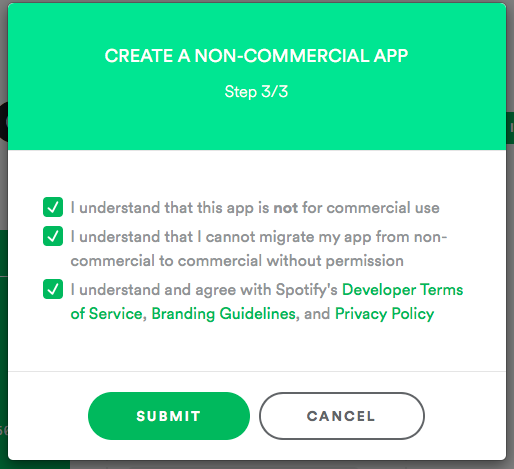 CREATE A NON-COMMERCIAL APP
Step 3/3
I understand that this app is not for commercial use
I understand that I cannot migrate my app from non-
commercial to commercial without permission
I understand and agree with Spotify's Developer Terms
of Service, Branding Guidelines, and Privacy Policy
SUBMIT
CANCEL